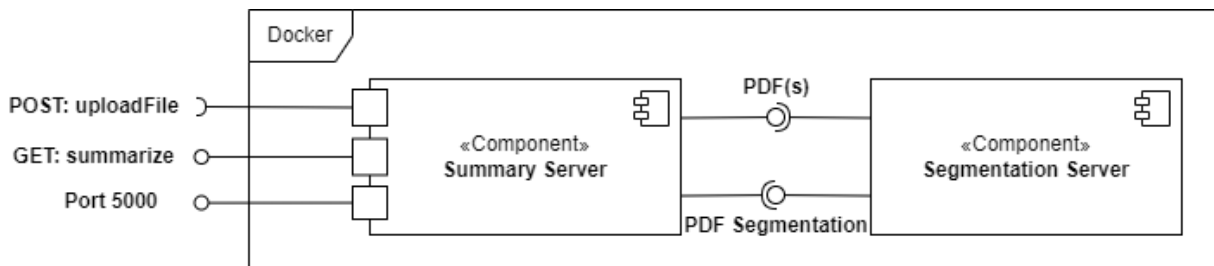 Docker
POST: uploadFile
GET: summarize
Port 5000
«Component»
Summary Server
PDF(s)
PDF Segmentation
«Component»
Segmentation Server